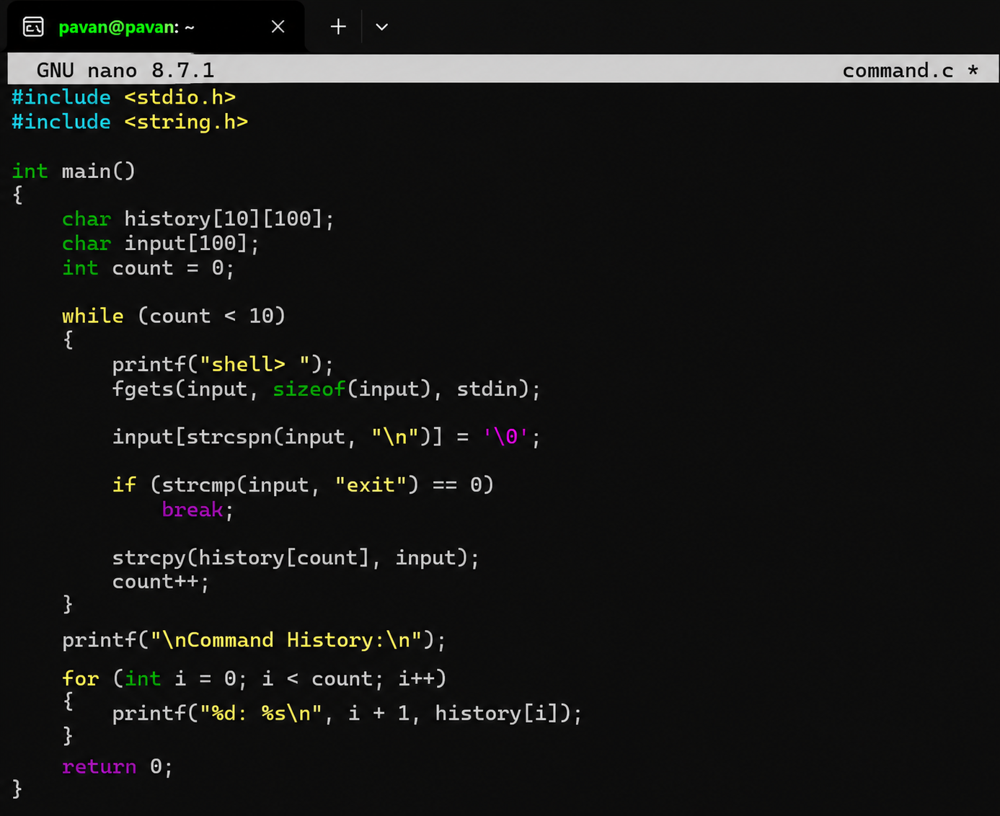 pavan@pavan: ~
GNU nano 8.7.1 command.c *
#include <stdio.h>
#include <string.h>
int main()
{
    char history[10][100];
    char input[100];
    int count = 0;
    while (count < 10)
    {
        printf("shell> ");
        fgets(input, sizeof(input), stdin);
        input[strcspn(input, "\n")] = '\0';
        if (strcmp(input, "exit") == 0)
            break;
        strcpy(history[count], input);
        count++;
    }
    printf("\nCommand History:\n");
    for (int i = 0; i < count; i++)
    {
        printf("%d: %s\n", i + 1, history[i]);
    }
    return 0;
}